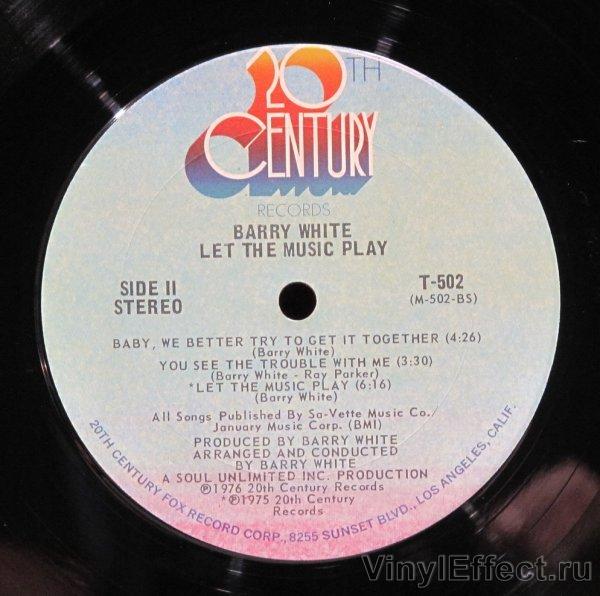 20TH
CENTURY
RECORDS
BARRY WHITE
LET THE MUSIC PLAY
SIDE II
STEREO
T-502
(M-502-BS)
BABY, WE BETTER TRY TO GET IT TOGETHER (4:26)
(Barry White)
YOU SEE THE TROUBLE WITH ME (3:30)
(Barry White - Ray Parker)
*LET THE MUSIC PLAY (6:16)
(Barry White)
All Songs Published By Sa-Vette Music Co./
January Music Corp. (BMI)
PRODUCED BY BARRY WHITE
ARRANGED AND CONDUCTED
BY BARRY WHITE
A SOUL UNLIMITED INC. PRODUCTION
℗1976 20th Century Records
*℗1975 20th Century
Records
20TH CENTURY FOX RECORD CORP., 8255 SUNSET BLVD., LOS ANGELES, CALIF.
VinylEffect.ru